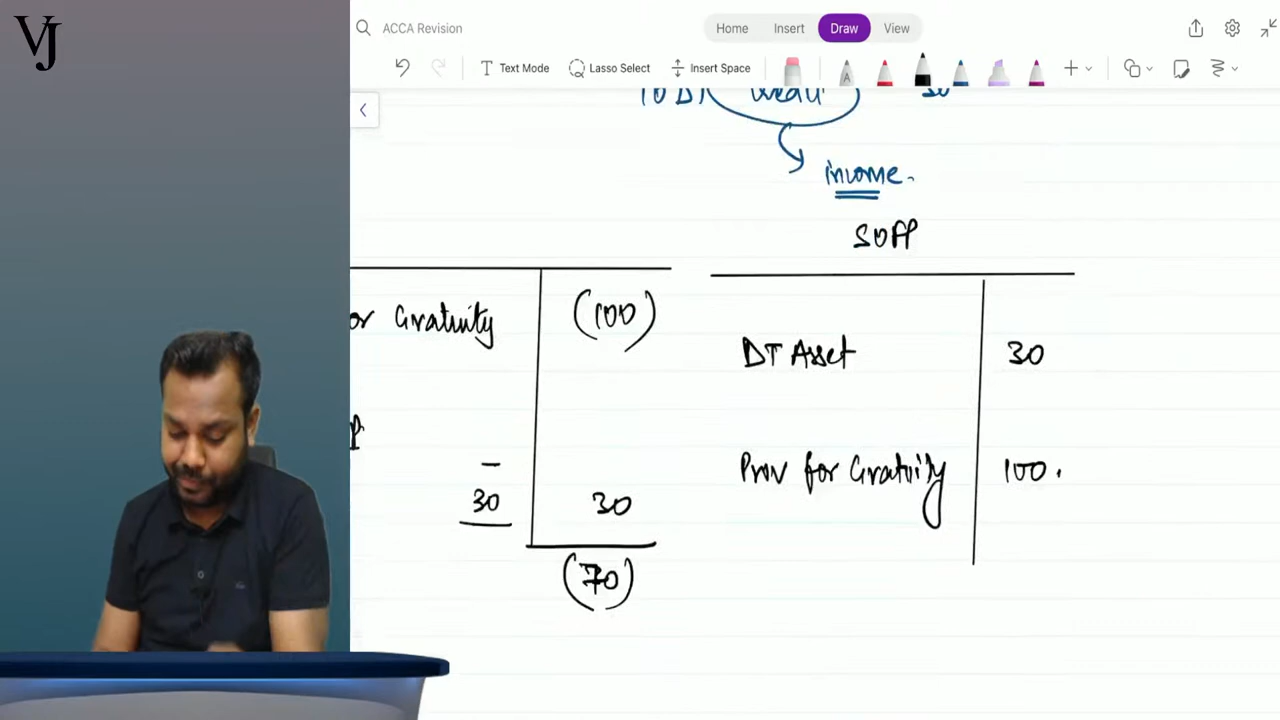 VJ
ACCA Revision
Home Insert Draw View
Text Mode Lasso Select Insert Space
30
income.
SOFP
or Gratuity (100)
DT Asset 30
Prov for Gratuity 100.
–
30 30
(70)